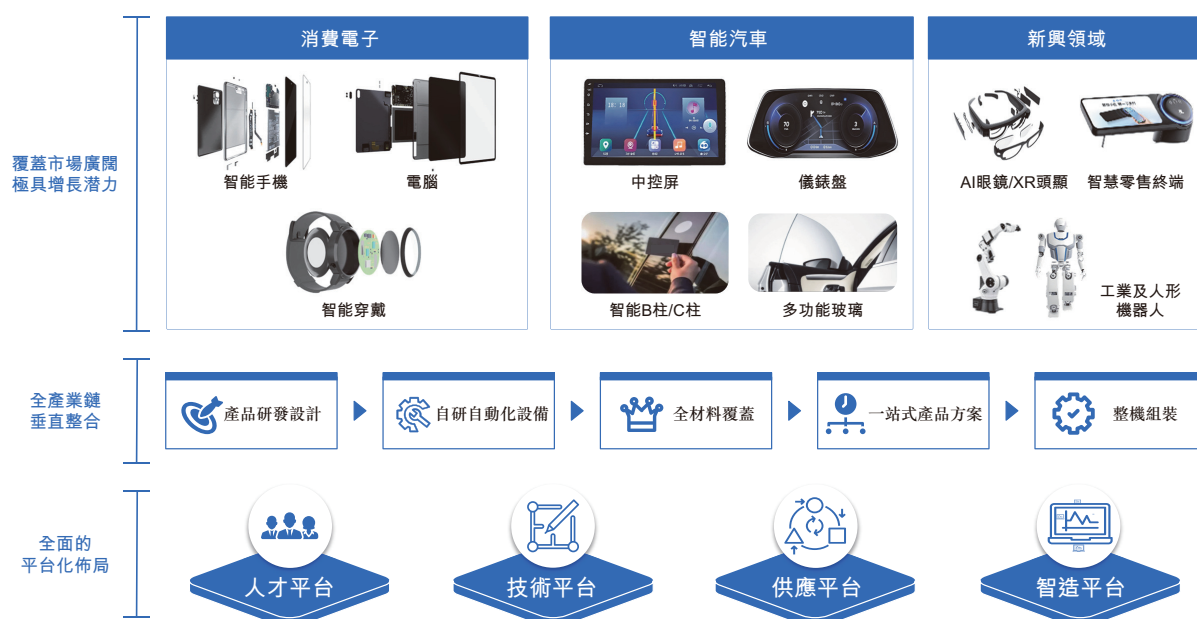 消費電子
智能汽車
新興領域
覆蓋市場廣闊
極具增長潜力
智能手機
電腦
中控屏
儀錶盤
AI眼鏡/XR頭顯
智慧零售終端
智能穿戴
智能B柱/C柱
多功能玻璃
工業及人形
機器人
全產業鏈
垂直整合
產品研發設計
自研自動化設備
全材料覆蓋
一站式產品方案
整機組裝
全面的
平台化佈局
人才平台
技術平台
供應平台
智造平台